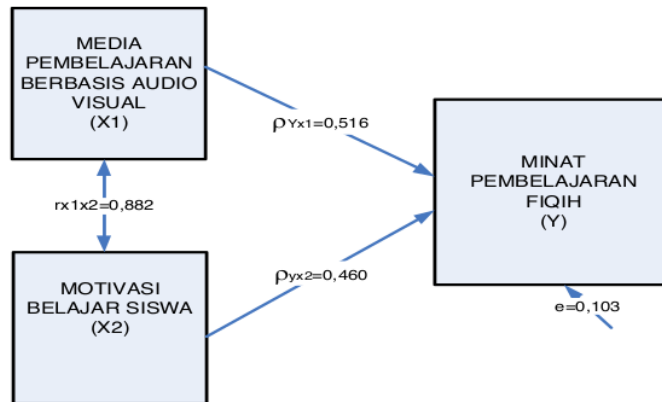 MEDIA
PEMBELAJARAN
BERBASIS AUDIO
VISUAL
(X1)
ρYx1=0,516
MINAT
PEMBELAJARAN
FIQIH
(Y)
rx1x2=0,882
ρyx2=0,460
MOTIVASI
BELAJAR SISWA
(X2)
e=0,103